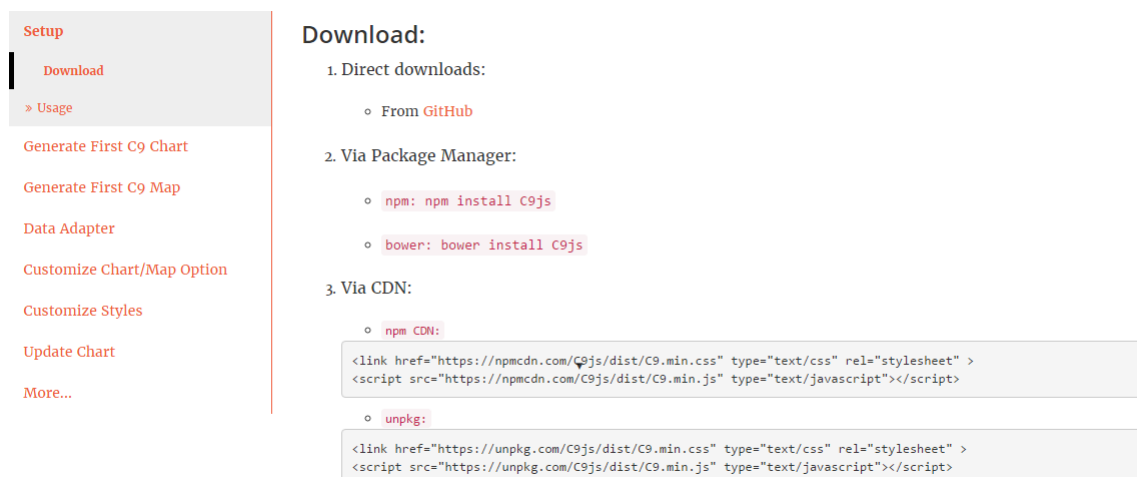 Setup
Download
» Usage
Generate First C9 Chart
Generate First C9 Map
Data Adapter
Customize Chart/Map Option
Customize Styles
Update Chart
More...
Download:
1. Direct downloads:
From GitHub
2. Via Package Manager:
npm: npm install C9js
bower: bower install C9js
3. Via CDN:
npm CDN:
<link href="https://npmcdn.com/C9js/dist/C9.min.css" type="text/css" rel="stylesheet" >
<script src="https://npmcdn.com/C9js/dist/C9.min.js" type="text/javascript"></script>
unpkg:
<link href="https://unpkg.com/C9js/dist/C9.min.css" type="text/css" rel="stylesheet" >
<script src="https://unpkg.com/C9js/dist/C9.min.js" type="text/javascript"></script>